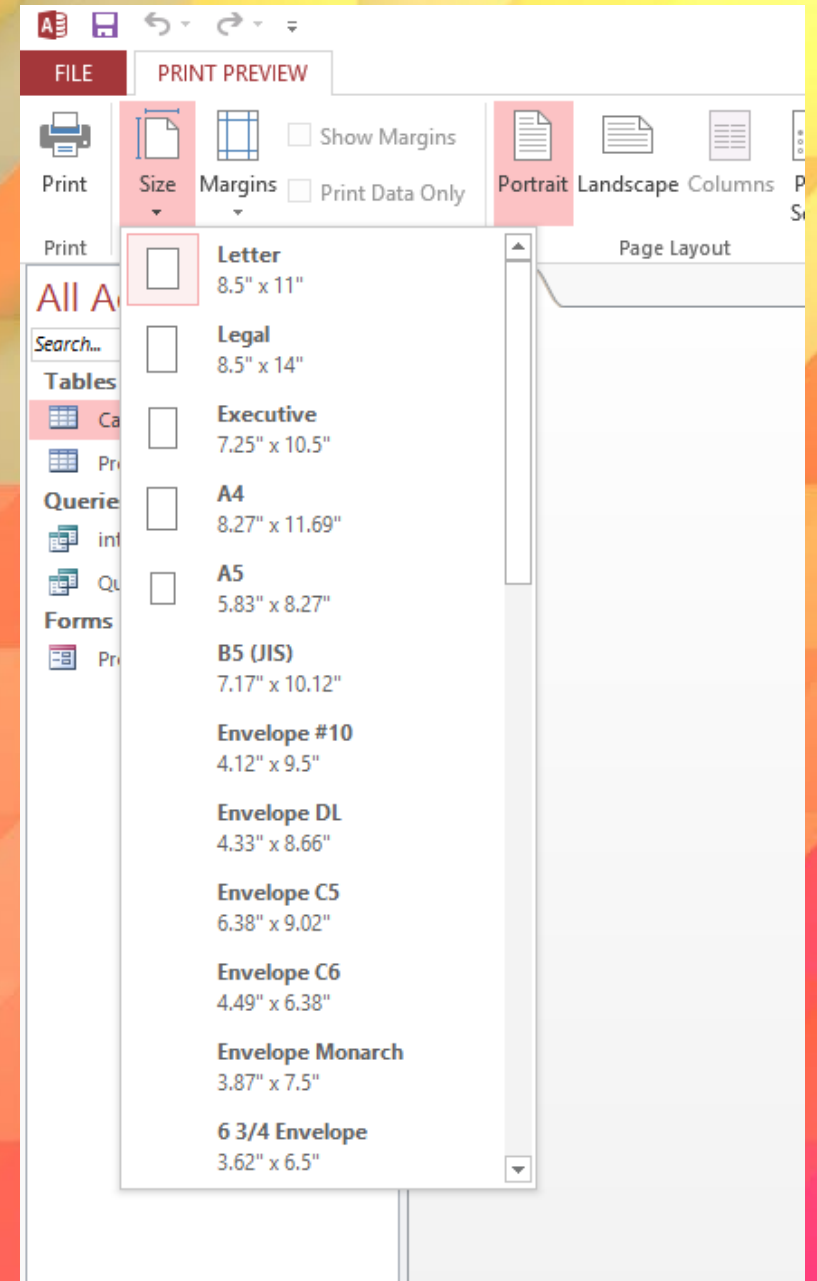 FILE
PRINT PREVIEW
Print
Size
Margins
Show Margins
Print Data Only
Portrait
Landscape
Columns
Print
Page Layout
All
Search...
Tables
Queries
Forms
Letter
8.5" x 11"
Legal
8.5" x 14"
Executive
7.25" x 10.5"
A4
8.27" x 11.69"
A5
5.83" x 8.27"
B5 (JIS)
7.17" x 10.12"
Envelope #10
4.12" x 9.5"
Envelope DL
4.33" x 8.66"
Envelope C5
6.38" x 9.02"
Envelope C6
4.49" x 6.38"
Envelope Monarch
3.87" x 7.5"
6 3/4 Envelope
3.62" x 6.5"